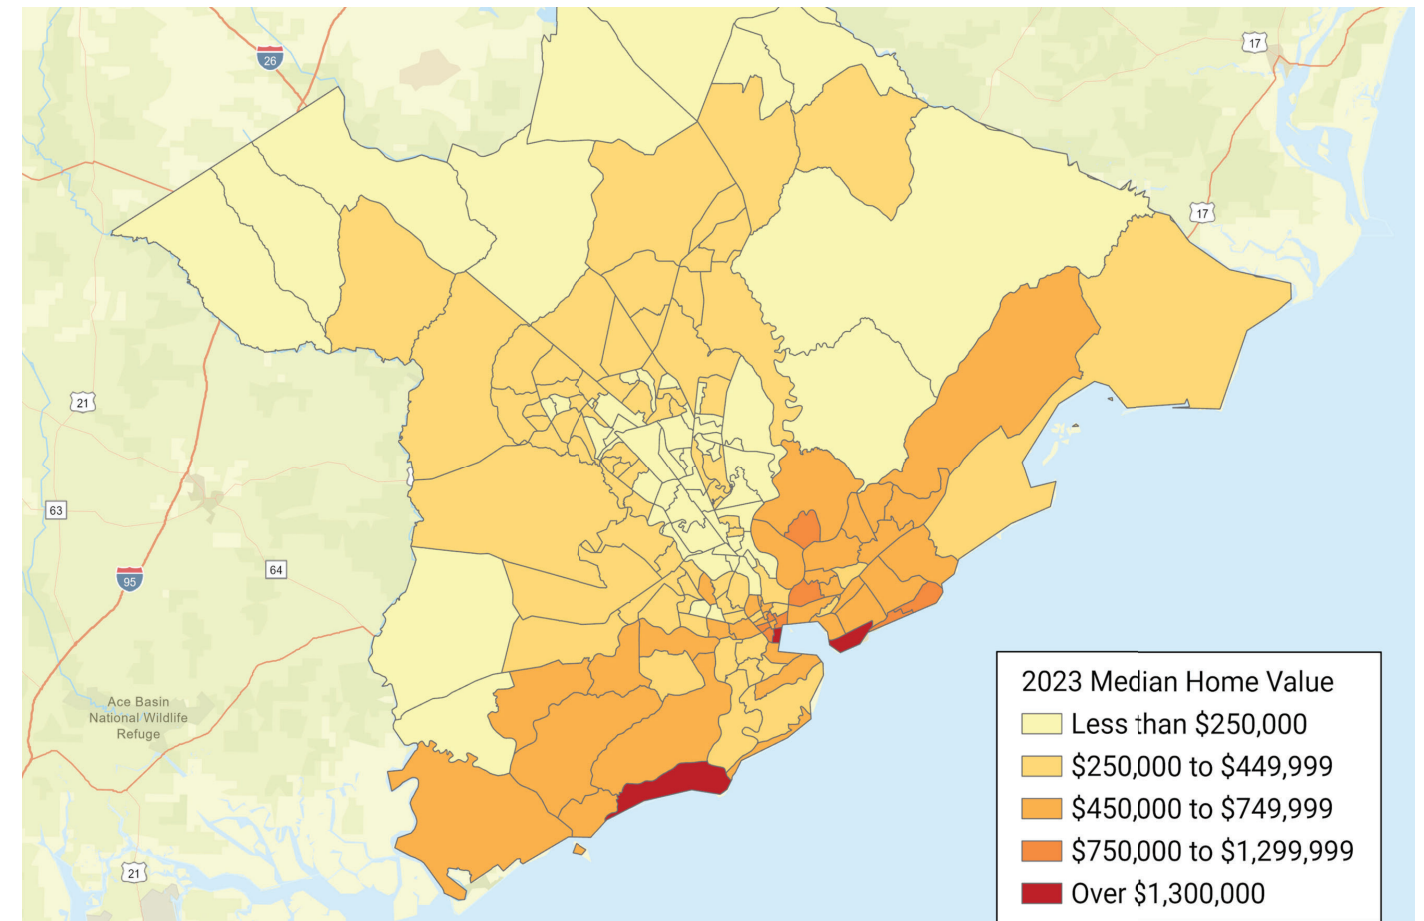 26
17
17
21
63
64
95
Ace Basin
National Wildlife
Refuge
21
2023 Median Home Value
Less than $250,000
$250,000 to $449,999
$450,000 to $749,999
$750,000 to $1,299,999
Over $1,300,000